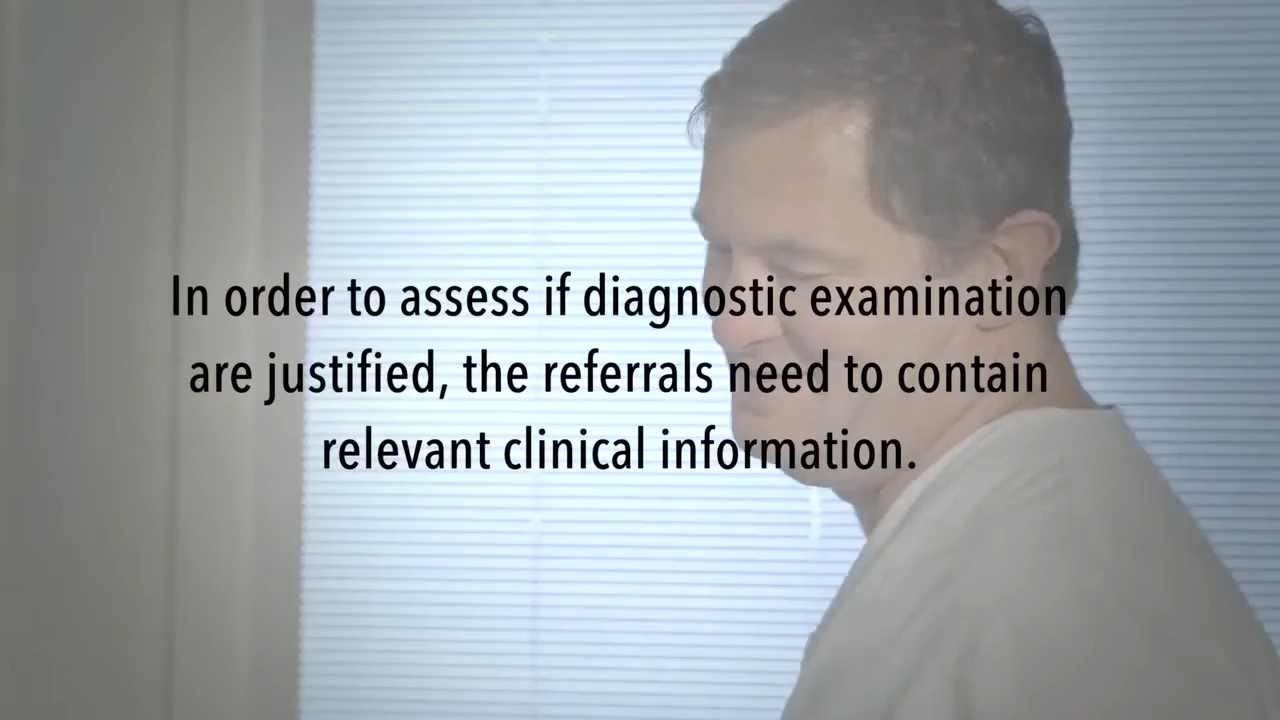 In order to assess if diagnostic examination
are justified, the referrals need to contain
relevant clinical information.